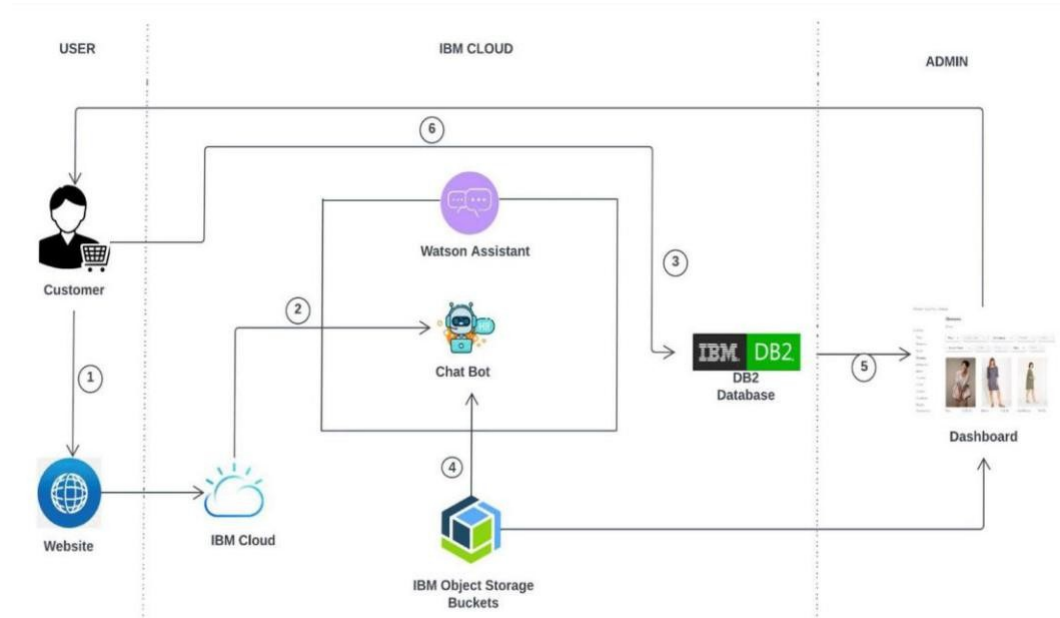 USER
IBM CLOUD
ADMIN
6
Watson Assistant
3
Customer
2
Chat Bot
IBM DB2
DB2
Database
5
1
Dashboard
4
Website
IBM Cloud
IBM Object Storage
Buckets